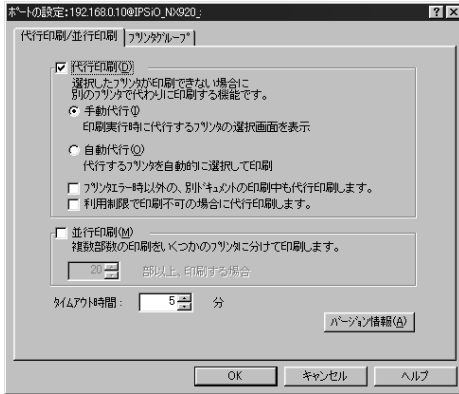 ポートの設定:192.168.0.10@IPSiO_NX920_:
代行印刷/並行印刷
プリンタグループ
代行印刷(D)
選択したプリンタが印刷できない場合に
別のプリンタで代わりに印刷する機能です。
手動代行(I)
印刷実行時に代行するプリンタの選択画面を表示
自動代行(O)
代行するプリンタを自動的に選択して印刷
プリンタエラー時以外の、別ドキュメントの印刷中も代行印刷します。
利用制限で印刷不可の場合に代行印刷します。
並行印刷(M)
複数部数の印刷をいくつかのプリンタに分けて印刷します。
20 部以上、印刷する場合
タイムアウト時間: 5 分
バージョン情報(A)
OK キャンセル ヘルプ